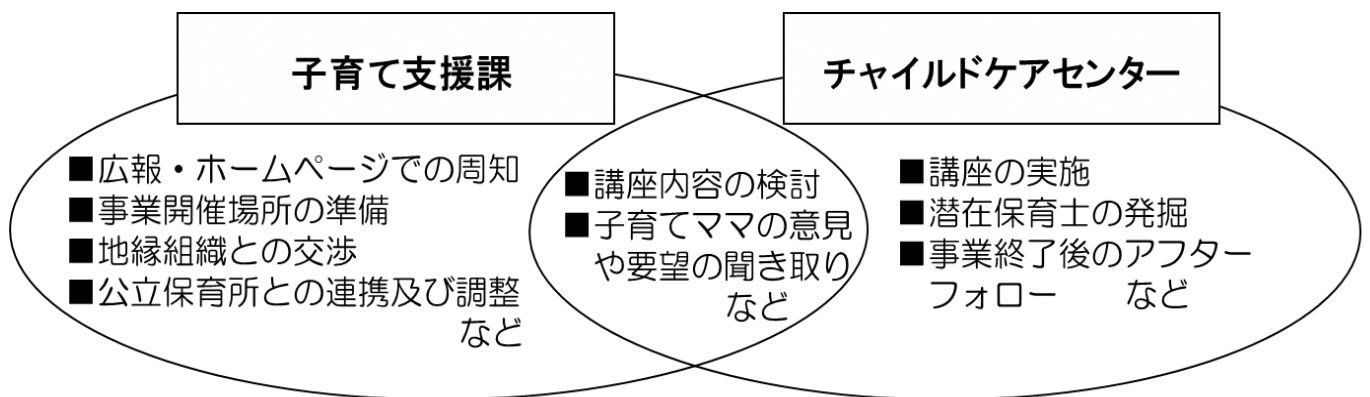 子育て支援課
■広報・ホームページでの周知
■事業開催場所の準備
■地縁組織との交渉
■公立保育所との連携及び調整
など
■講座内容の検討
■子育てママの意見
や要望の聞き取り
など
チャイルドケアセンター
■講座の実施
■潜在保育士の発掘
■事業終了後のアフター
フォロー　　など